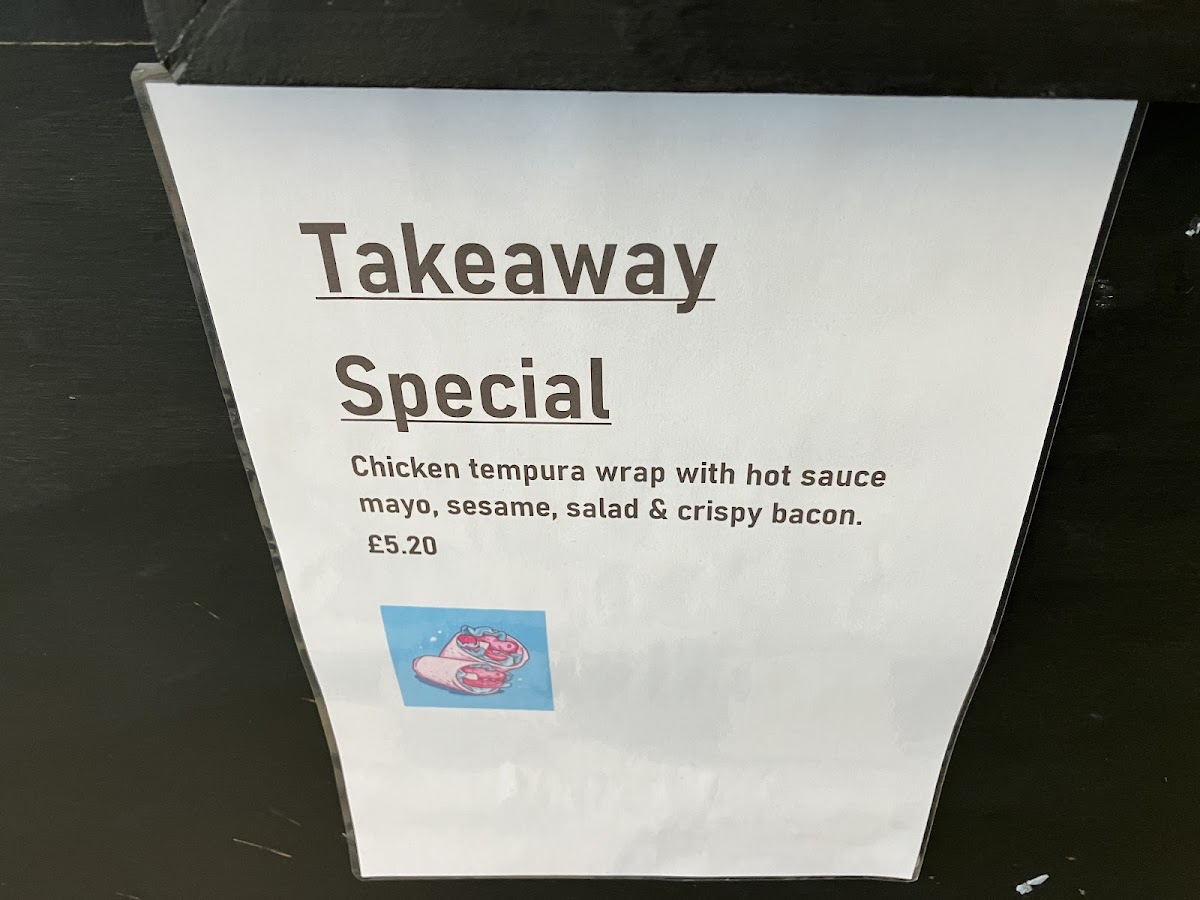 Takeaway
Special
Chicken tempura wrap with hot sauce
mayo, sesame, salad & crispy bacon.
£5.20